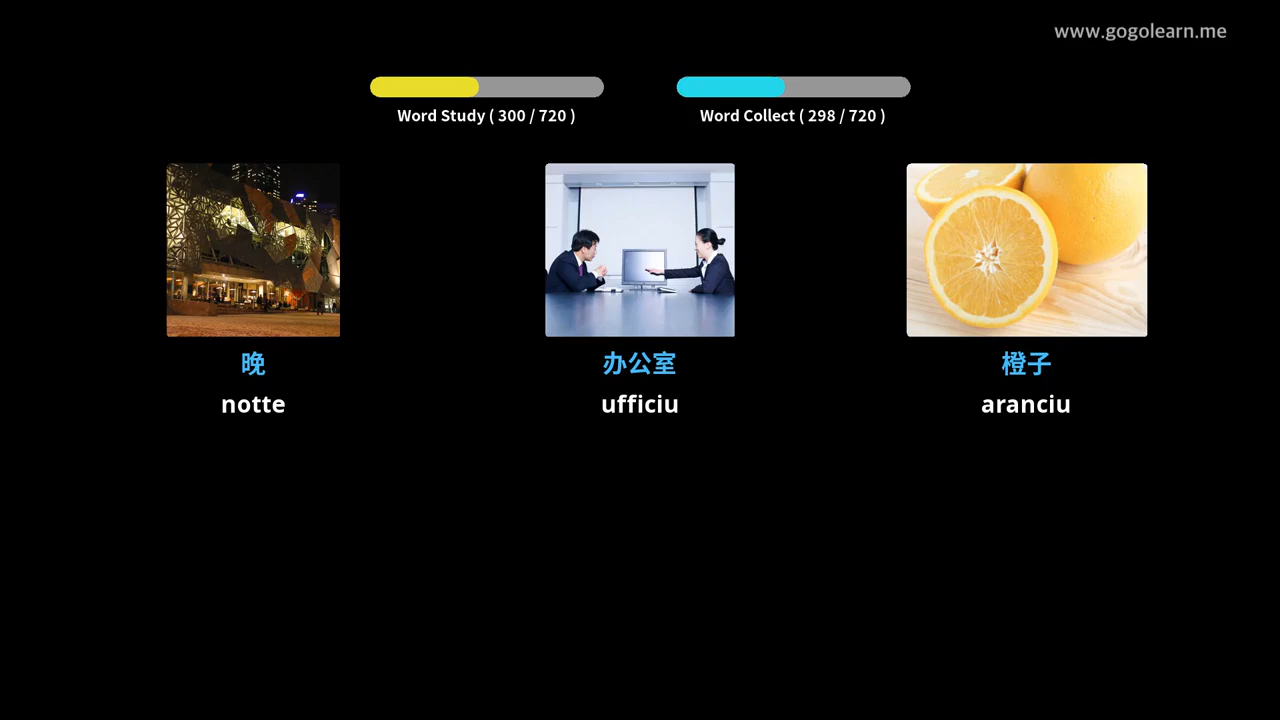 www.gogolearn.me
Word Study ( 300 / 720 )
Word Collect ( 298 / 720 )
晚
办公室
橙子
notte
ufficiu
aranciu